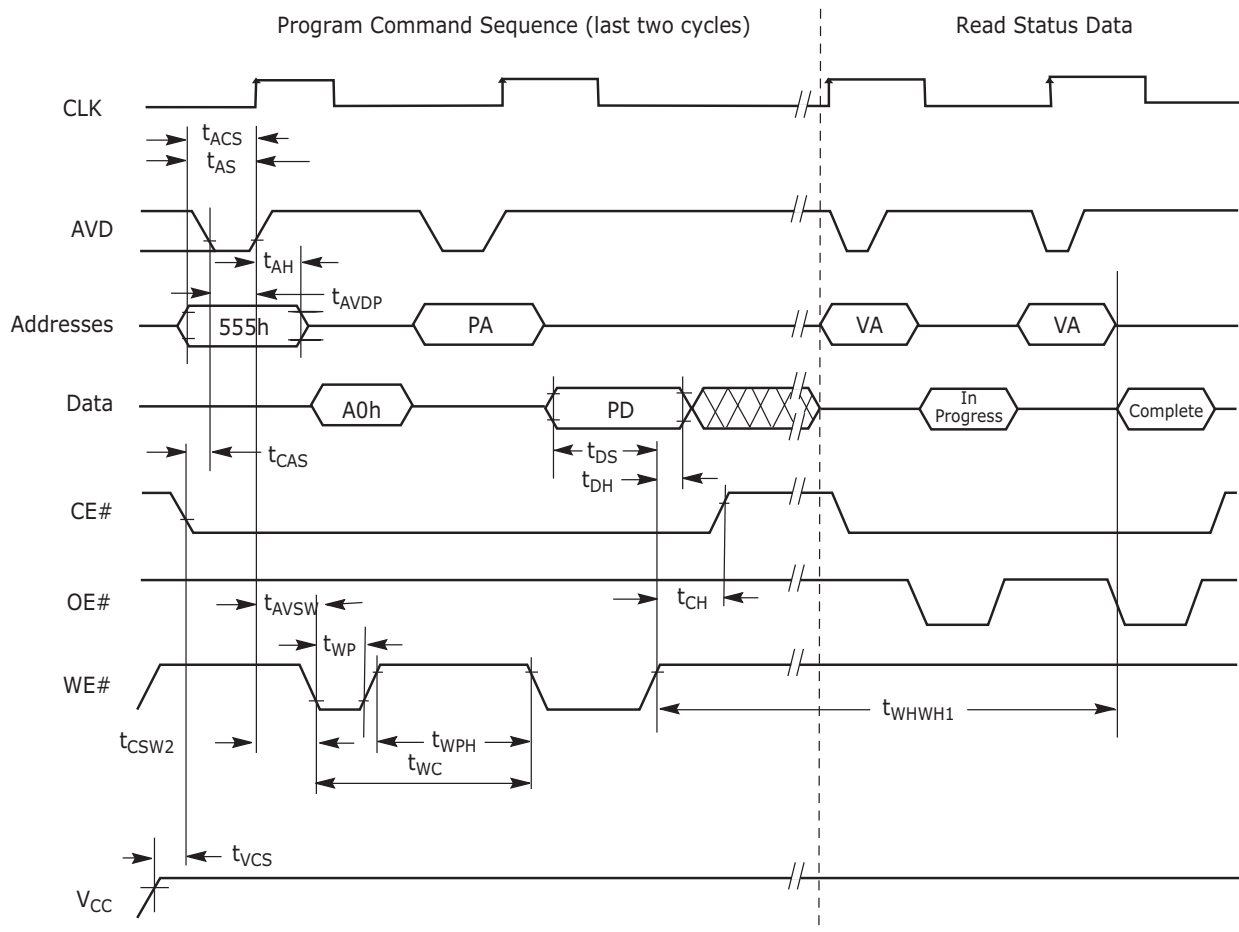 Program Command Sequence (last two cycles)
Read Status Data
CLK
tACS
tAS
AVD
tAH
tAVDP
Addresses
555h
PA
VA
VA
Data
A0h
PD
In
Progress
Complete
tCAS
tDS
tDH
CE#
OE#
tAVSW
tCH
tWP
WE#
tWHWH1
tCSW2
tWPH
tWC
tVCS
VCC